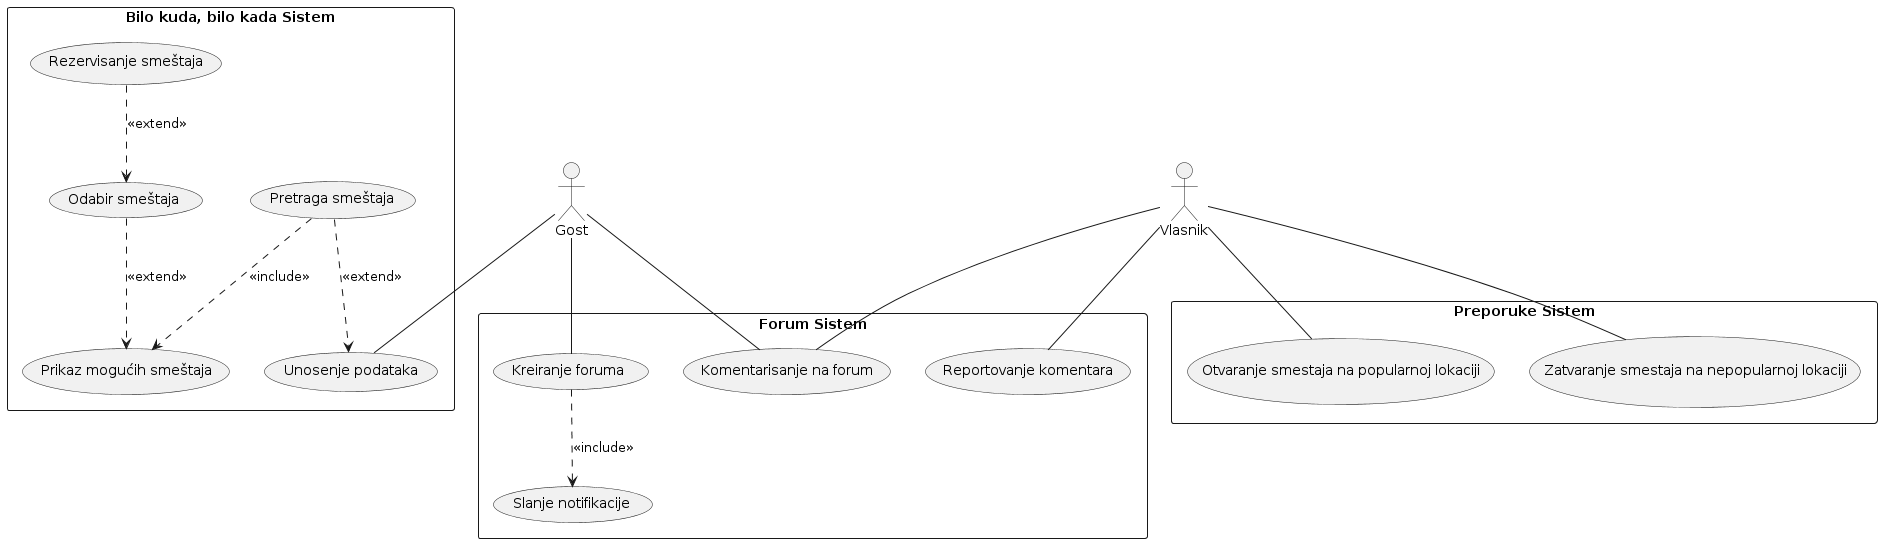 Bilo kuda, bilo kada Sistem
Rezervisanje smeštaja
«extend»
Odabir smeštaja
Pretraga smeštaja
Gost
Vlasnik
«extend»
«include»
«extend»
Forum Sistem
Preporuke Sistem
Prikaz mogućih smeštaja
Unosenje podataka
Kreiranje foruma
Komentarisanje na forum
Reportovanje komentara
Otvaranje smestaja na popularnoj lokaciji
Zatvaranje smestaja na nepopularnoj lokaciji
«include»
Slanje notifikacije